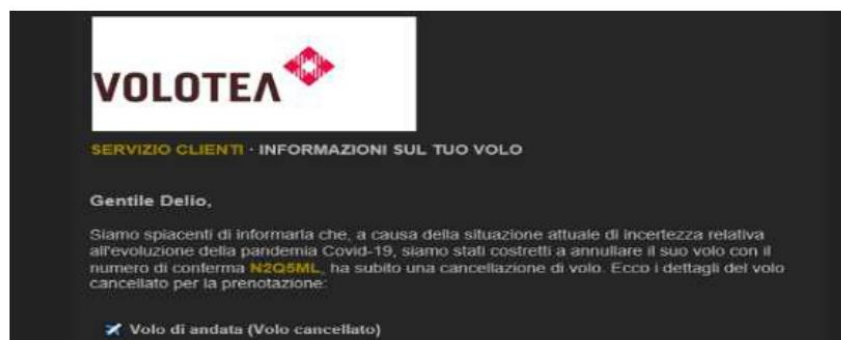 VOLOTEA
SERVIZIO CLIENTI · INFORMAZIONI SUL TUO VOLO
Gentile Delio,
Siamo spiacenti di informarla che, a causa della situazione attuale di incertezza relativa
all'evoluzione della pandemia Covid-19, siamo stati costretti a annullare il suo volo con il
numero di conferma N2Q5ML, ha subito una cancellazione di volo. Ecco i dettagli del volo
cancellato per la prenotazione:
Volo di andata (Volo cancellato)